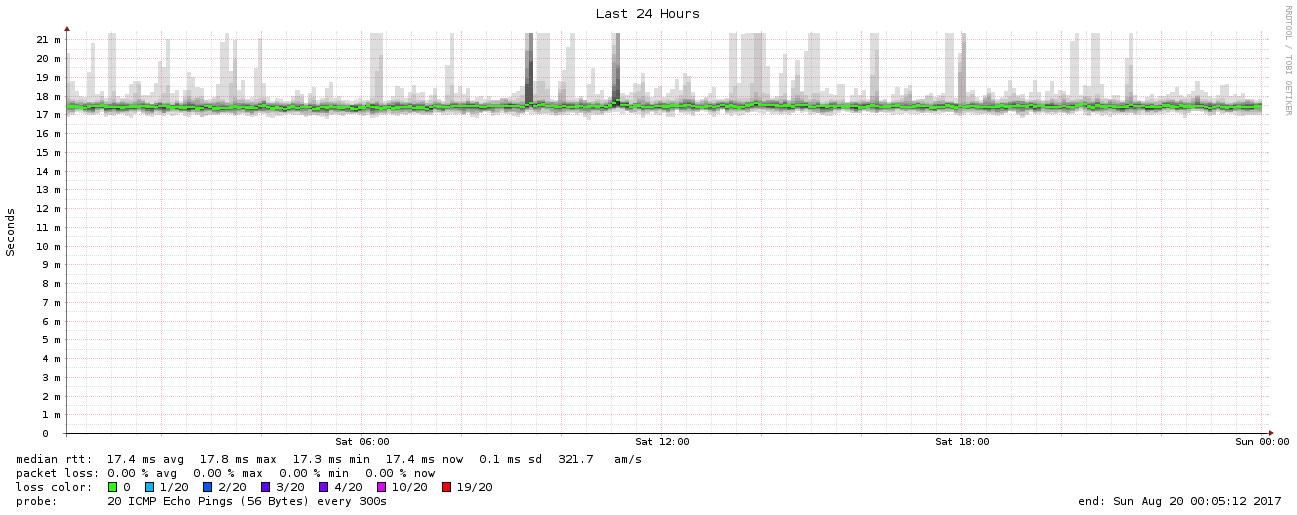 Last 24 Hours
RRDTOOL / TOBI OETIKER
Seconds
21 m
20 m
19 m
18 m
17 m
16 m
15 m
14 m
13 m
12 m
11 m
10 m
9 m
8 m
7 m
6 m
5 m
4 m
3 m
2 m
1 m
0
Sat 06:00 Sat 12:00 Sat 18:00 Sun 00:00
median rtt: 17.4 ms avg 17.8 ms max 17.3 ms min 17.4 ms now 0.1 ms sd 321.7 am/s
packet loss: 0.00 % avg 0.00 % max 0.00 % min 0.00 % now
loss color: 0 1/20 2/20 3/20 4/20 10/20 19/20
probe: 20 ICMP Echo Pings (56 Bytes) every 300s end: Sun Aug 20 00:05:12 2017